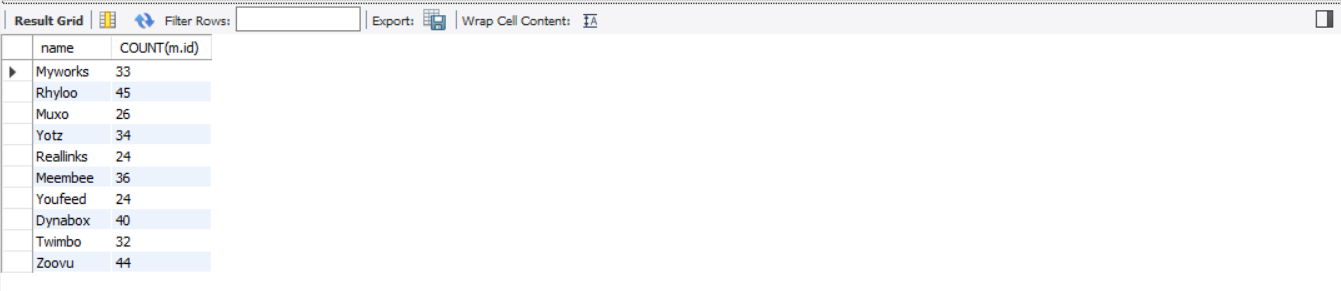 Result Grid Filter Rows: Export: Wrap Cell Content: IA
name COUNT(m.id)
Myworks 33
Rhyloo 45
Muxo 26
Yotz 34
Reallinks 24
Meembee 36
Youfeed 24
Dynabox 40
Twimbo 32
Zoovu 44